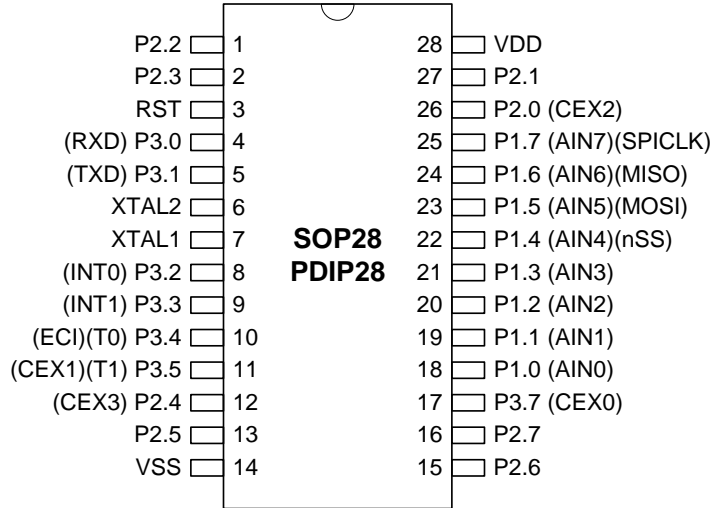 P2.2 1 28 VDD
P2.3 2 27 P2.1
RST 3 26 P2.0 (CEX2)
(RXD) P3.0 4 25 P1.7 (AIN7)(SPICLK)
(TXD) P3.1 5 24 P1.6 (AIN6)(MISO)
XTAL2 6 23 P1.5 (AIN5)(MOSI)
XTAL1 7 SOP28 22 P1.4 (AIN4)(nSS)
(INT0) P3.2 8 PDIP28 21 P1.3 (AIN3)
(INT1) P3.3 9 20 P1.2 (AIN2)
(ECI)(T0) P3.4 10 19 P1.1 (AIN1)
(CEX1)(T1) P3.5 11 18 P1.0 (AIN0)
(CEX3) P2.4 12 17 P3.7 (CEX0)
P2.5 13 16 P2.7
VSS 14 15 P2.6